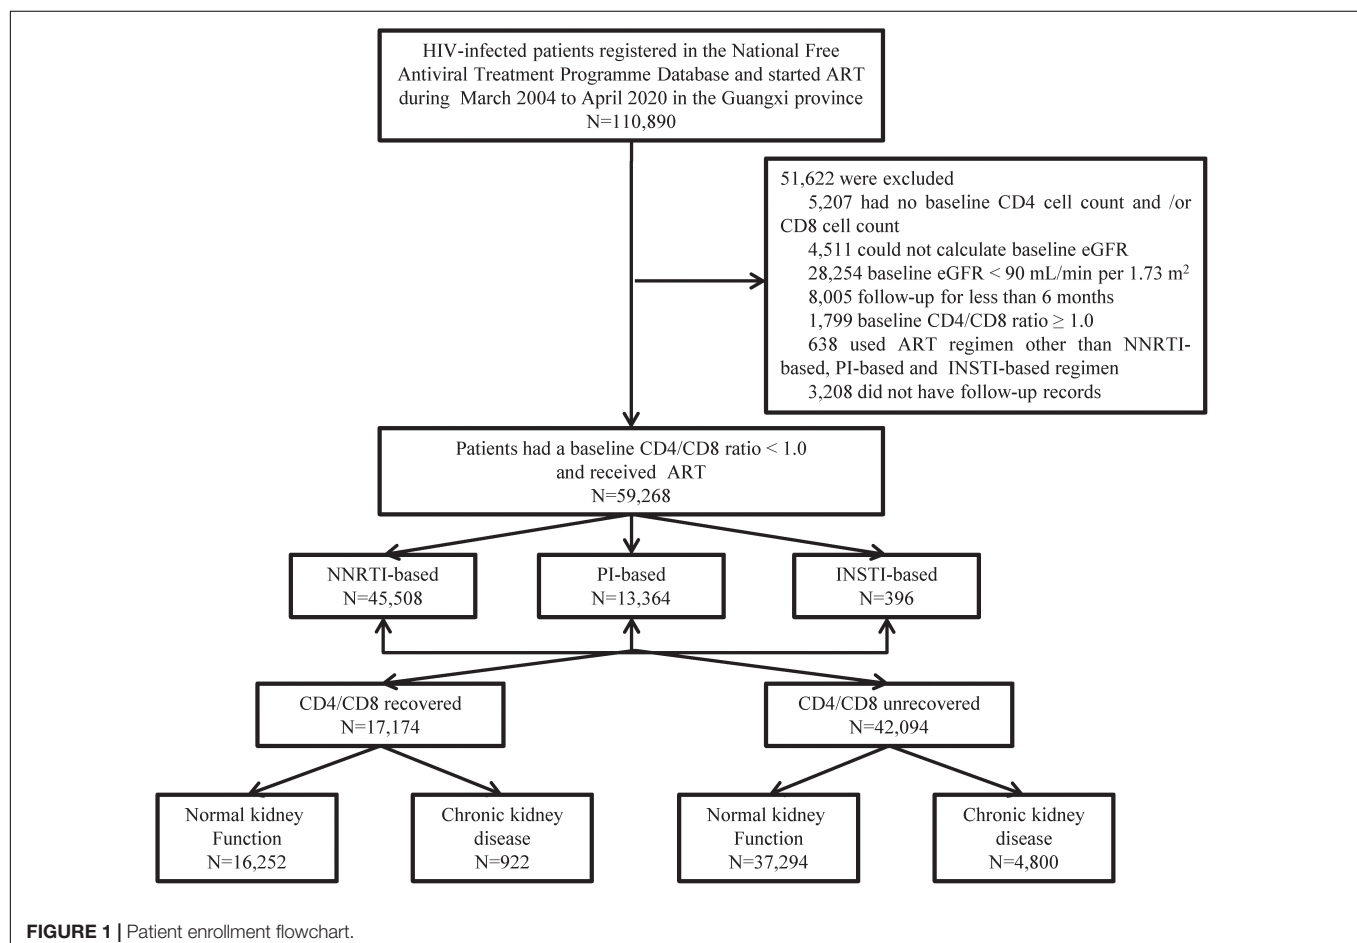 HIV-infected patients registered in the National Free
Antiviral Treatment Programme Database and started ART
during March 2004 to April 2020 in the Guangxi province
N=110,890
51,622 were excluded
5,207 had no baseline CD4 cell count and /or
CD8 cell count
4,511 could not calculate baseline eGFR
28,254 baseline eGFR < 90 mL/min per 1.73 m²
8,005 follow-up for less than 6 months
1,799 baseline CD4/CD8 ratio ≥ 1.0
638 used ART regimen other than NNRTI-
based, PI-based and INSTI-based regimen
3,208 did not have follow-up records
Patients had a baseline CD4/CD8 ratio < 1.0
and received ART
N=59,268
NNRTI-based
N=45,508
PI-based
N=13,364
INSTI-based
N=396
CD4/CD8 recovered
N=17,174
CD4/CD8 unrecovered
N=42,094
Normal kidney
Function
N=16,252
Chronic kidney
disease
N=922
Normal kidney
Function
N=37,294
Chronic kidney
disease
N=4,800
FIGURE 1 | Patient enrollment flowchart.